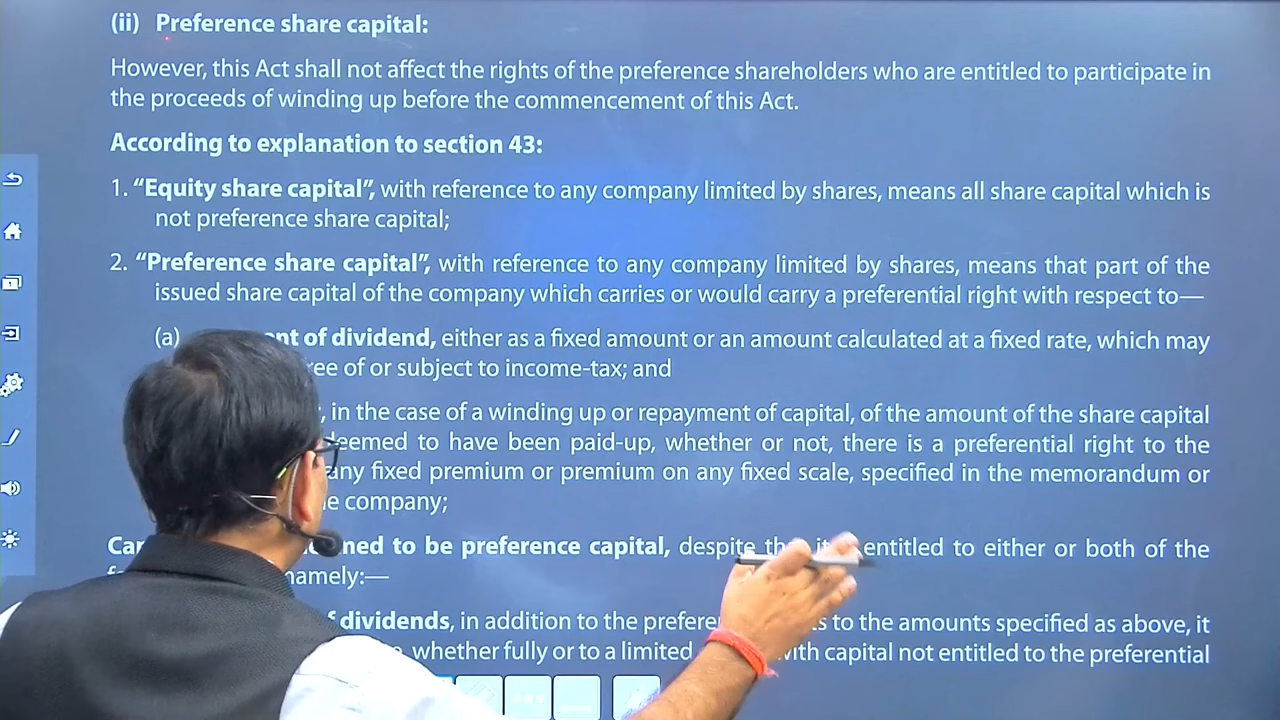 (ii) Preference share capital:
However, this Act shall not affect the rights of the preference shareholders who are entitled to participate in
the proceeds of winding up before the commencement of this Act.
According to explanation to section 43:
1. “Equity share capital”, with reference to any company limited by shares, means all share capital which is
not preference share capital;
2. “Preference share capital”, with reference to any company limited by shares, means that part of the
issued share capital of the company which carries or would carry a preferential right with respect to—
(a) of dividend, either as a fixed amount or an amount calculated at a fixed rate, which may
of or subject to income-tax; and
in the case of a winding up or repayment of capital, of the amount of the share capital
deemed to have been paid-up, whether or not, there is a preferential right to the
any fixed premium or premium on any fixed scale, specified in the memorandum or
company;
to be preference capital, despite entitled to either or both of the
namely:—
dividends, in addition to the to the amounts specified as above, it
whether fully or to a limited with capital not entitled to the preferential